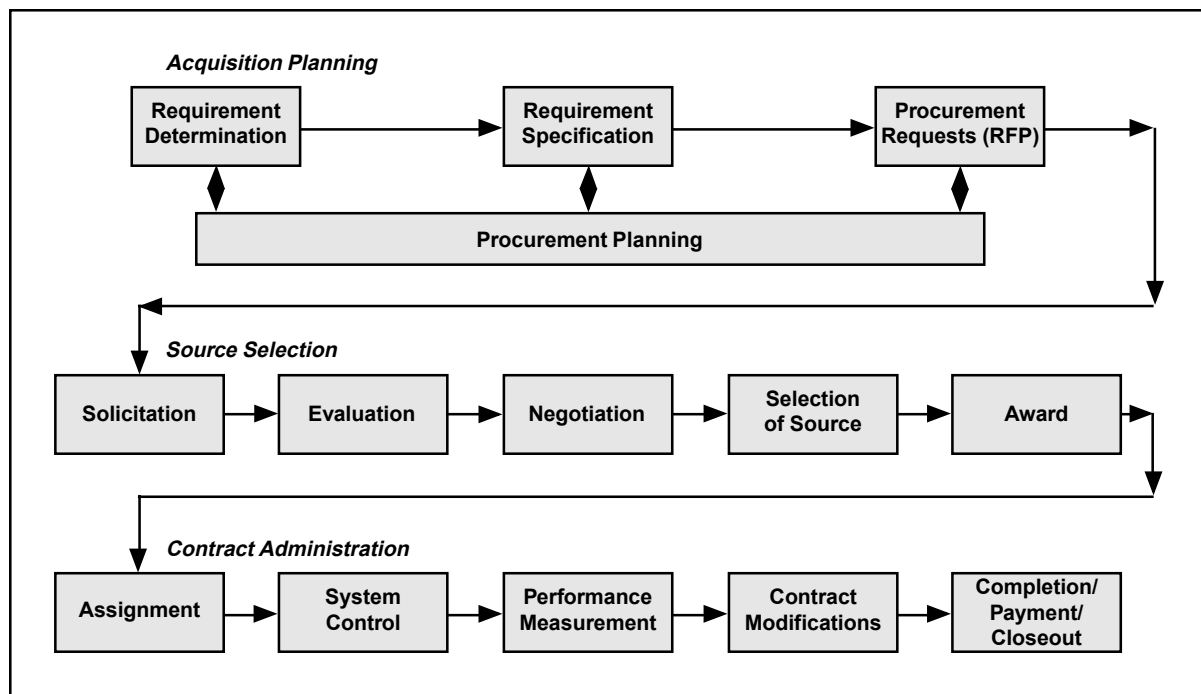 Acquisition Planning
Requirement
Determination
Requirement
Specification
Procurement
Requests (RFP)
Procurement Planning
Source Selection
Solicitation
Evaluation
Negotiation
Selection
of Source
Award
Contract Administration
Assignment
System
Control
Performance
Measurement
Contract
Modifications
Completion/
Payment/
Closeout